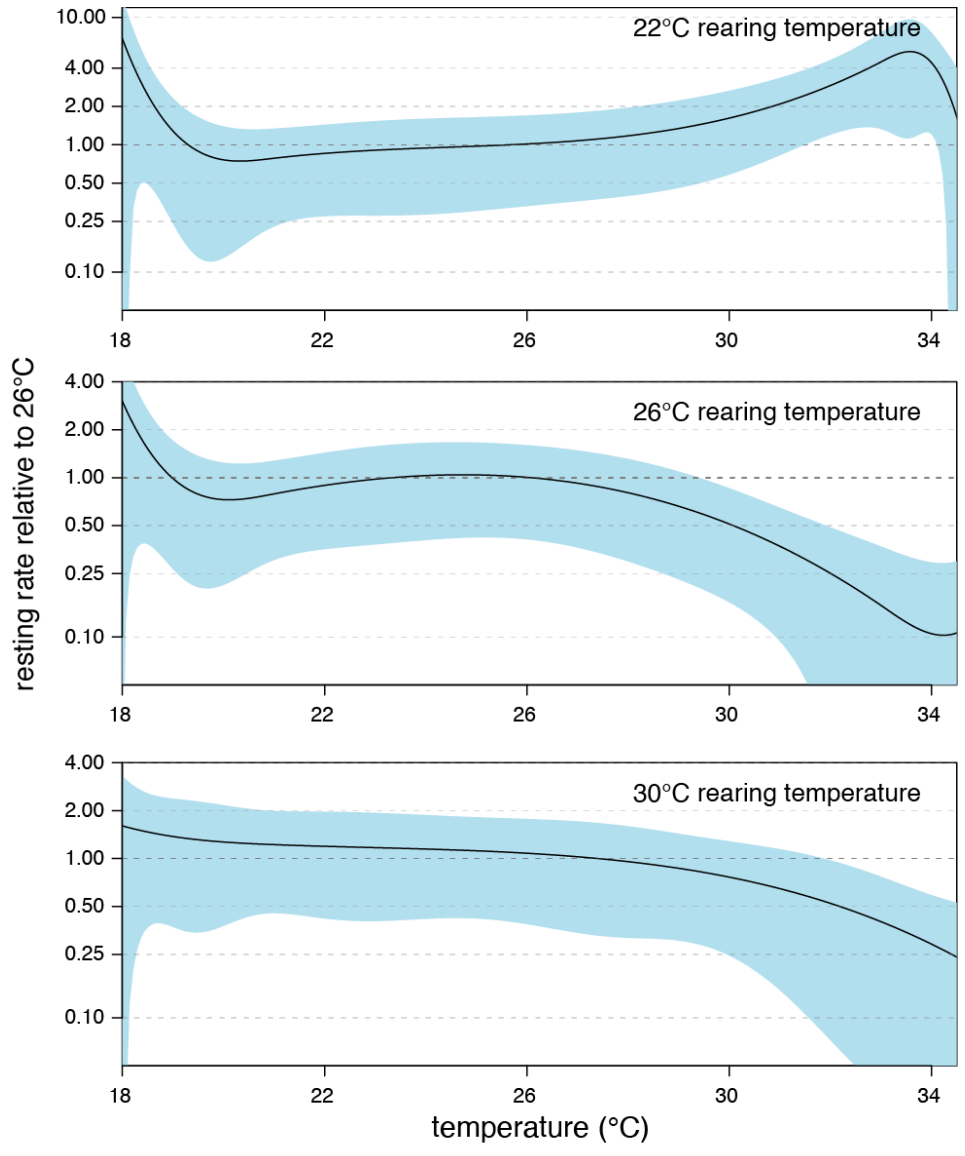 10.00
22°C rearing temperature
4.00
2.00
1.00
0.50
0.25
0.10
18 22 26 30 34
resting rate relative to 26°C
4.00
26°C rearing temperature
2.00
1.00
0.50
0.25
0.10
18 22 26 30 34
4.00
30°C rearing temperature
2.00
1.00
0.50
0.25
0.10
18 22 26 30 34
temperature (°C)